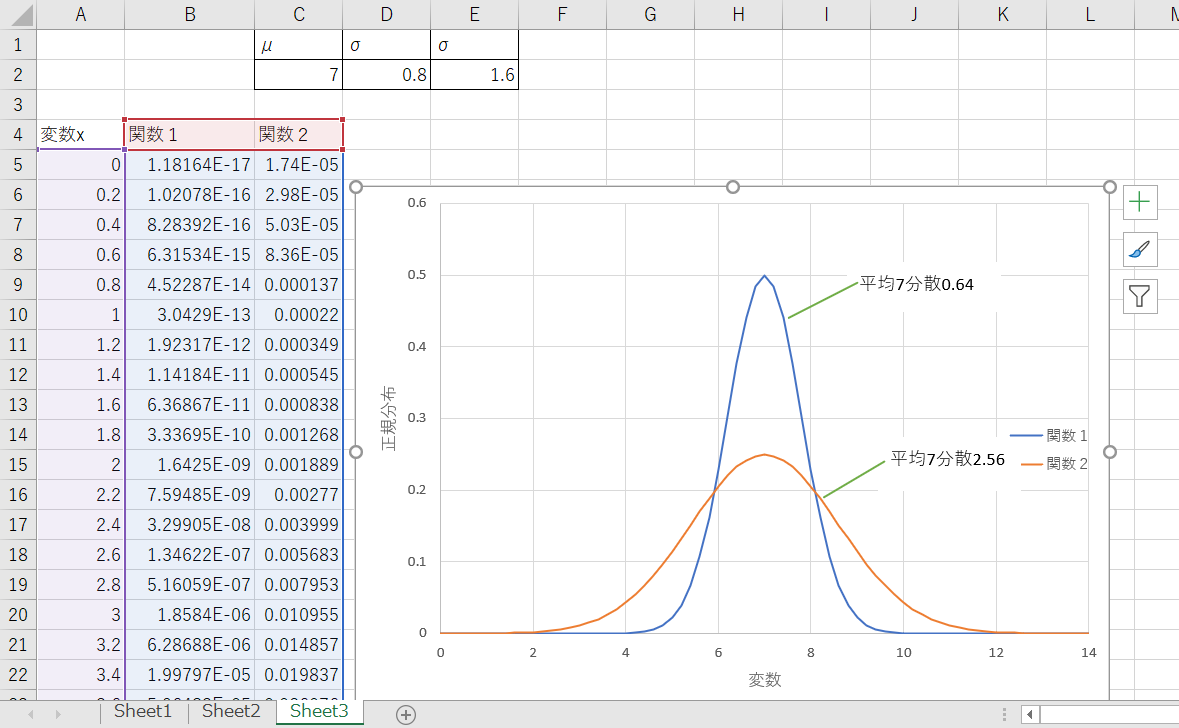 A B C D E F G H I J K L
1 μ σ σ
2 7 0.8 1.6
3
4 変数x 関数 1 関数 2
5 0 1.18164E-17 1.74E-05
6 0.2 1.02078E-16 2.98E-05
7 0.4 8.28392E-16 5.03E-05
8 0.6 6.31534E-15 8.36E-05
9 0.8 4.52287E-14 0.000137
10 1 3.0429E-13 0.00022
11 1.2 1.92317E-12 0.000349
12 1.4 1.14184E-11 0.000545
13 1.6 6.36867E-11 0.000838
14 1.8 3.33695E-10 0.001268
15 2 1.6425E-09 0.001889
16 2.2 7.59485E-09 0.00277
17 2.4 3.29905E-08 0.003999
18 2.6 1.34622E-07 0.005683
19 2.8 5.16059E-07 0.007953
20 3 1.8584E-06 0.010955
21 3.2 6.28688E-06 0.014857
22 3.4 1.99797E-05 0.019837
0.6
0.5
0.4
0.3
0.2
0.1
0
正規分布
平均7分散0.64
平均7分散2.56
関数 1
関数 2
0 2 4 6 8 10 12 14
変数
Sheet1 Sheet2 Sheet3